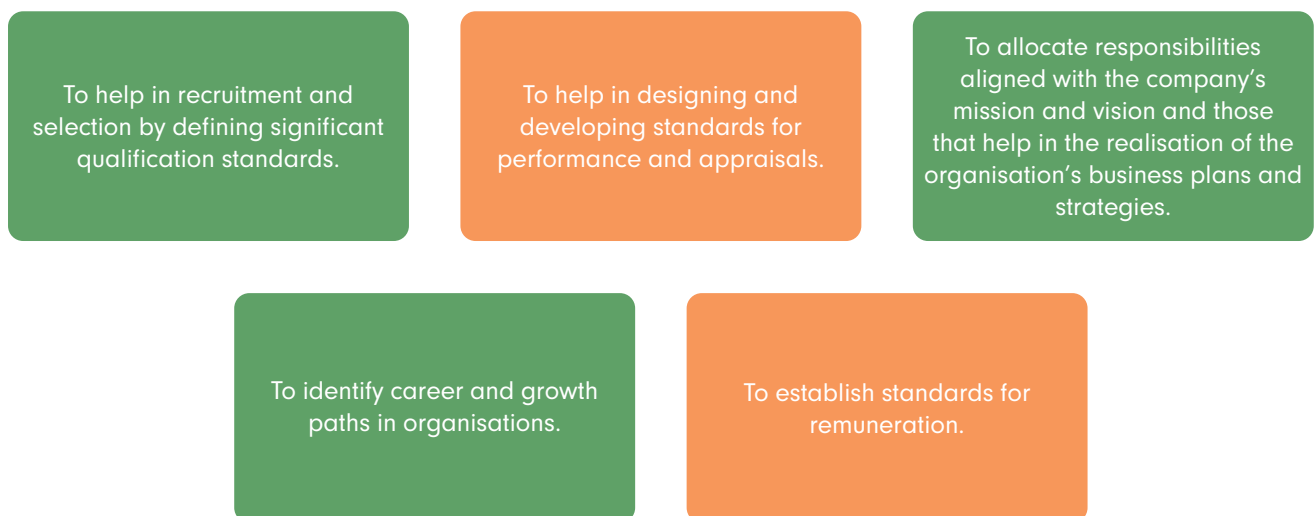 To help in recruitment and
selection by defining significant
qualification standards.
To help in designing and
developing standards for
performance and appraisals.
To allocate responsibilities
aligned with the company’s
mission and vision and those
that help in the realisation of the
organisation’s business plans and
strategies.
To identify career and growth
paths in organisations.
To establish standards for
remuneration.